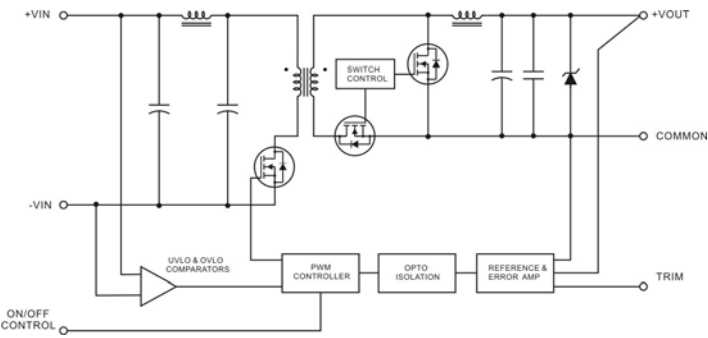 +VIN
+VOUT
SWITCH
CONTROL
COMMON
-VIN
UVLO & OVLO
COMPARATORS
PWM
CONTROLLER
OPTO
ISOLATION
REFERENCE &
ERROR AMP
TRIM
ON/OFF
CONTROL